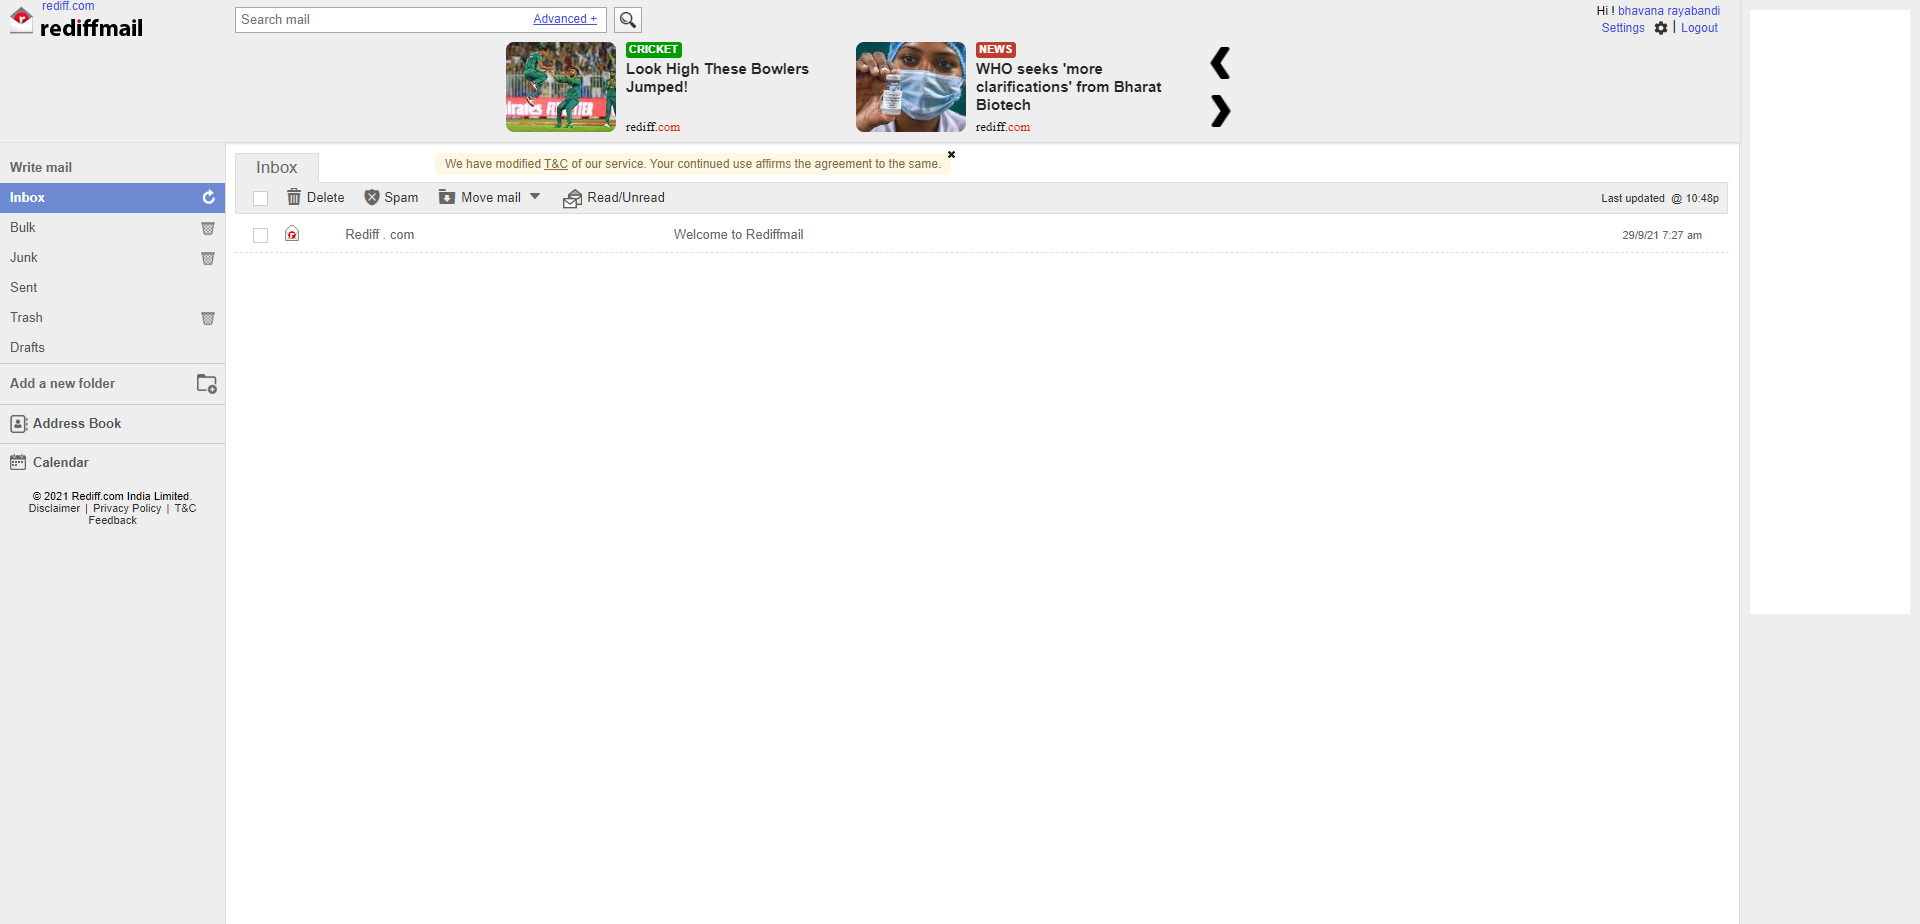 rediff.com
rediffmail
Search mail
Advanced +
Hi ! bhavana rayabandi
Settings | Logout
CRICKET
Look High These Bowlers
Jumped!
rediff.com
NEWS
WHO seeks 'more
clarifications' from Bharat
Biotech
rediff.com
Write mail
Inbox
Bulk
Junk
Sent
Trash
Drafts
Add a new folder
Address Book
Calendar
© 2021 Rediff.com India Limited.
Disclaimer | Privacy Policy | T&C
Feedback
Inbox
We have modified T&C of our service. Your continued use affirms the agreement to the same.
Delete
Spam
Move mail
Read/Unread
Last updated @ 10:48p
Rediff . com
Welcome to Rediffmail
29/9/21 7:27 am